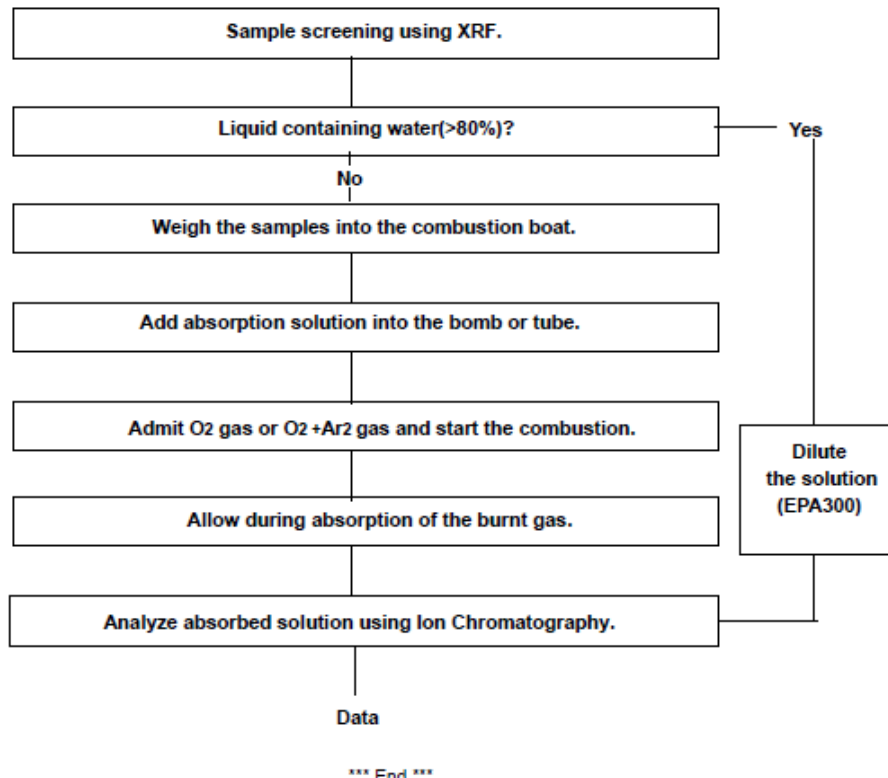 Sample screening using XRF.
Liquid containing water(>80%)?
Yes
No
Weigh the samples into the combustion boat.
Add absorption solution into the bomb or tube.
Admit O2 gas or O2 +Ar2 gas and start the combustion.
Dilute
the solution
(EPA300)
Allow during absorption of the burnt gas.
Analyze absorbed solution using Ion Chromatography.
Data
*** End ***